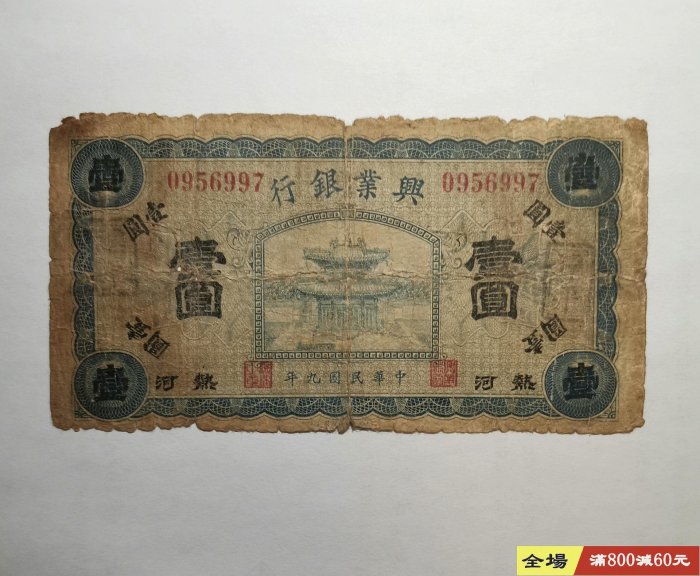 壹
壹
0956997
興業銀行
0956997
壹圓
壹圓
壹圓
壹圓
圓壹
圓壹
壹
熱河
中華民國九年
熱河
壹
全場
滿800減60元